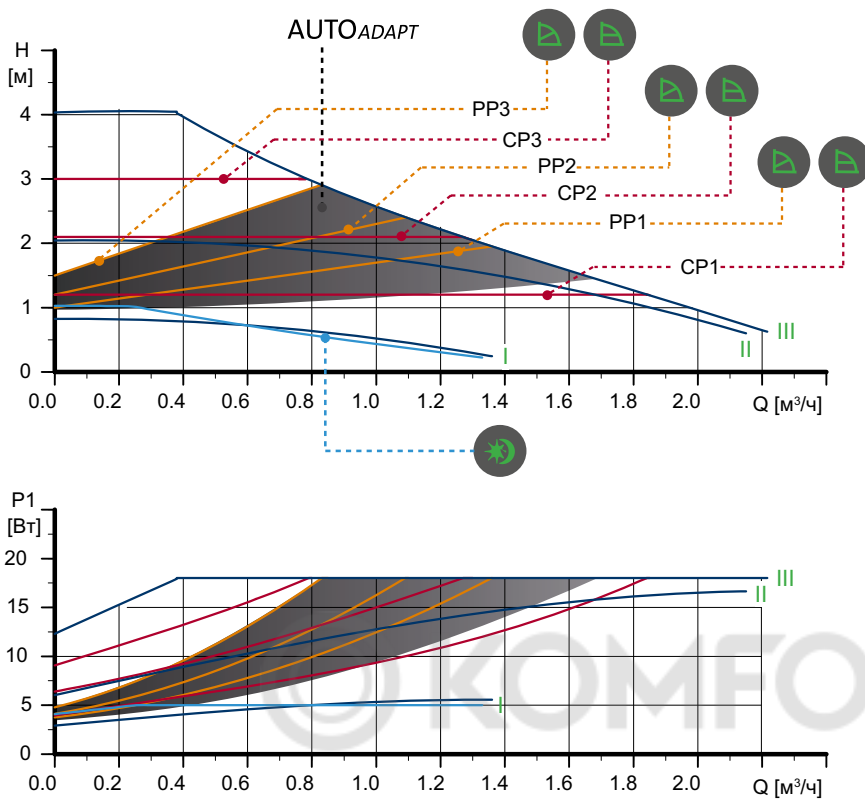 AUTOADAPT
H
[м]
PP3
CP3
PP2
CP2
PP1
CP1
4
3
2
1
0
I
II
III
0.0 0.2 0.4 0.6 0.8 1.0 1.2 1.4 1.6 1.8 2.0 Q [м³/ч]
P1
[Вт]
20
15
10
5
0
III
II
I
KOMFO
0.0 0.2 0.4 0.6 0.8 1.0 1.2 1.4 1.6 1.8 2.0 Q [м³/ч]